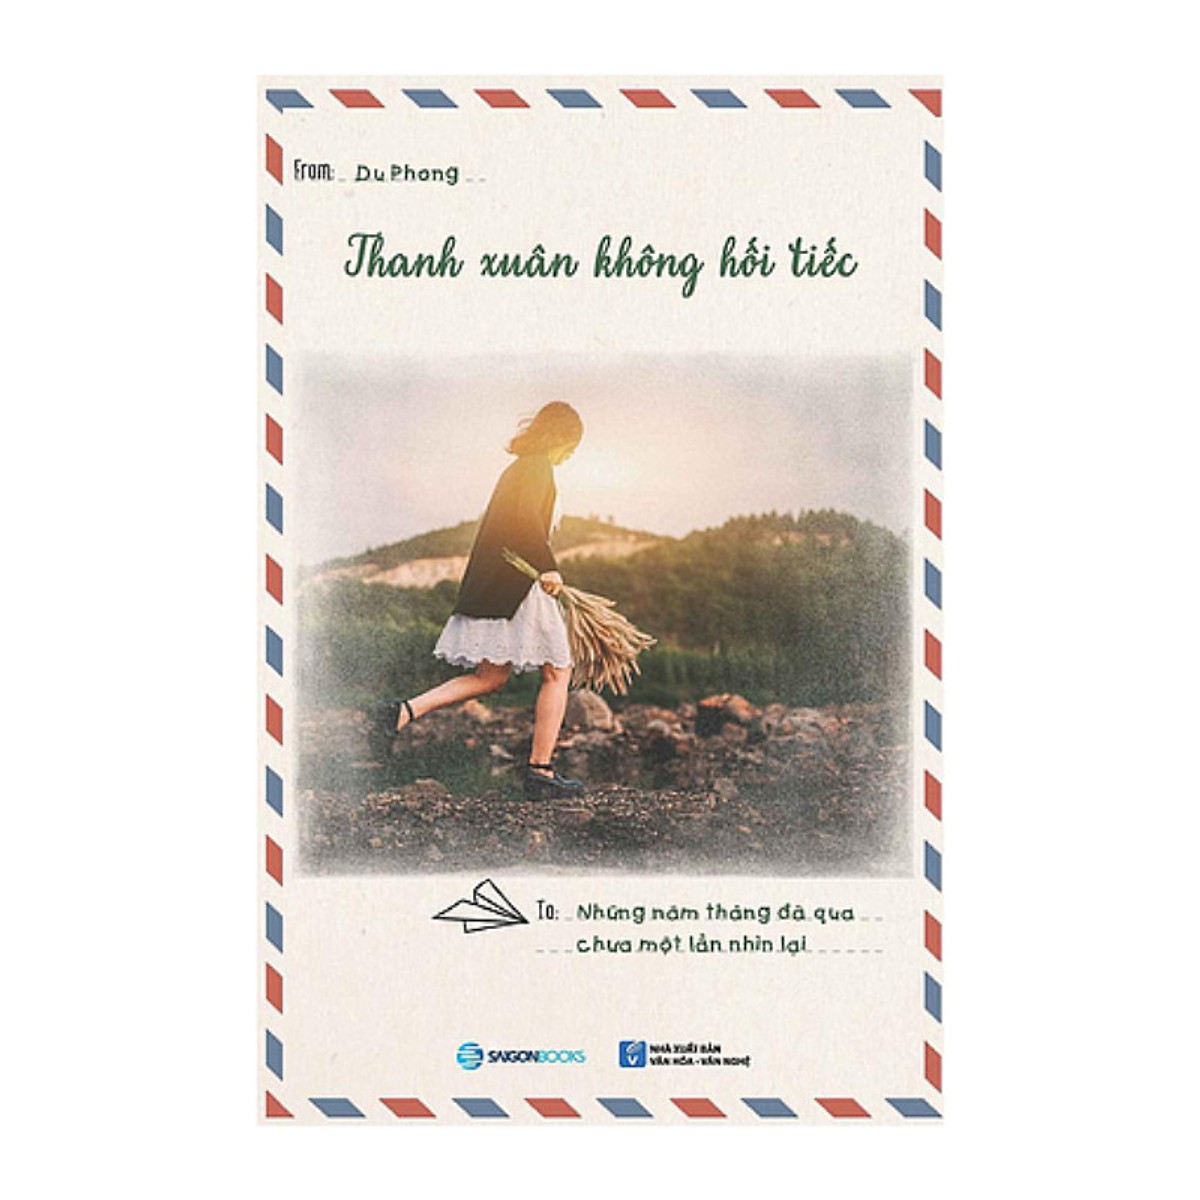 From: Du Phong
Thanh xuân không hối tiếc
To: Những năm tháng đã qua
chưa một lần nhìn lại
SAIGONBOOKS
NHÀ XUẤT BẢN
VĂN HÓA - VĂN NGHỆ